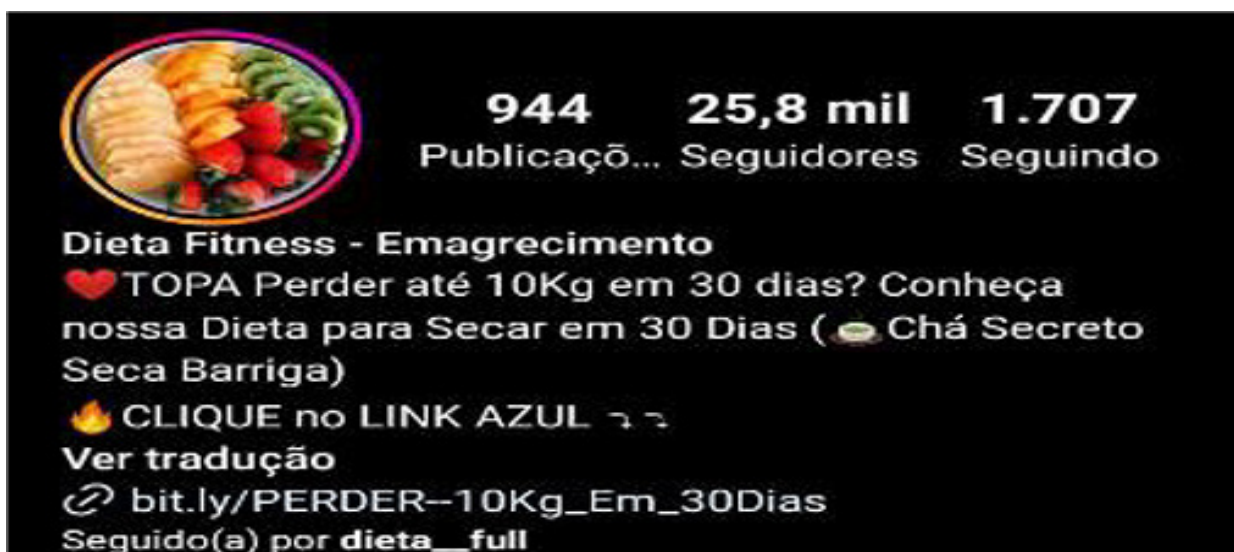 944 25,8 mil 1.707
Publicaçõ... Seguidores Seguindo
Dieta Fitness - Emagrecimento
❤️TOPA Perder até 10Kg em 30 dias? Conheça
nossa Dieta para Secar em 30 Dias (🍵Chá Secreto
Seca Barriga)
🔥CLIQUE no LINK AZUL ⤵⤵
Ver tradução
bit.ly/PERDER--10Kg_Em_30Dias
Seguido(a) por dieta__full